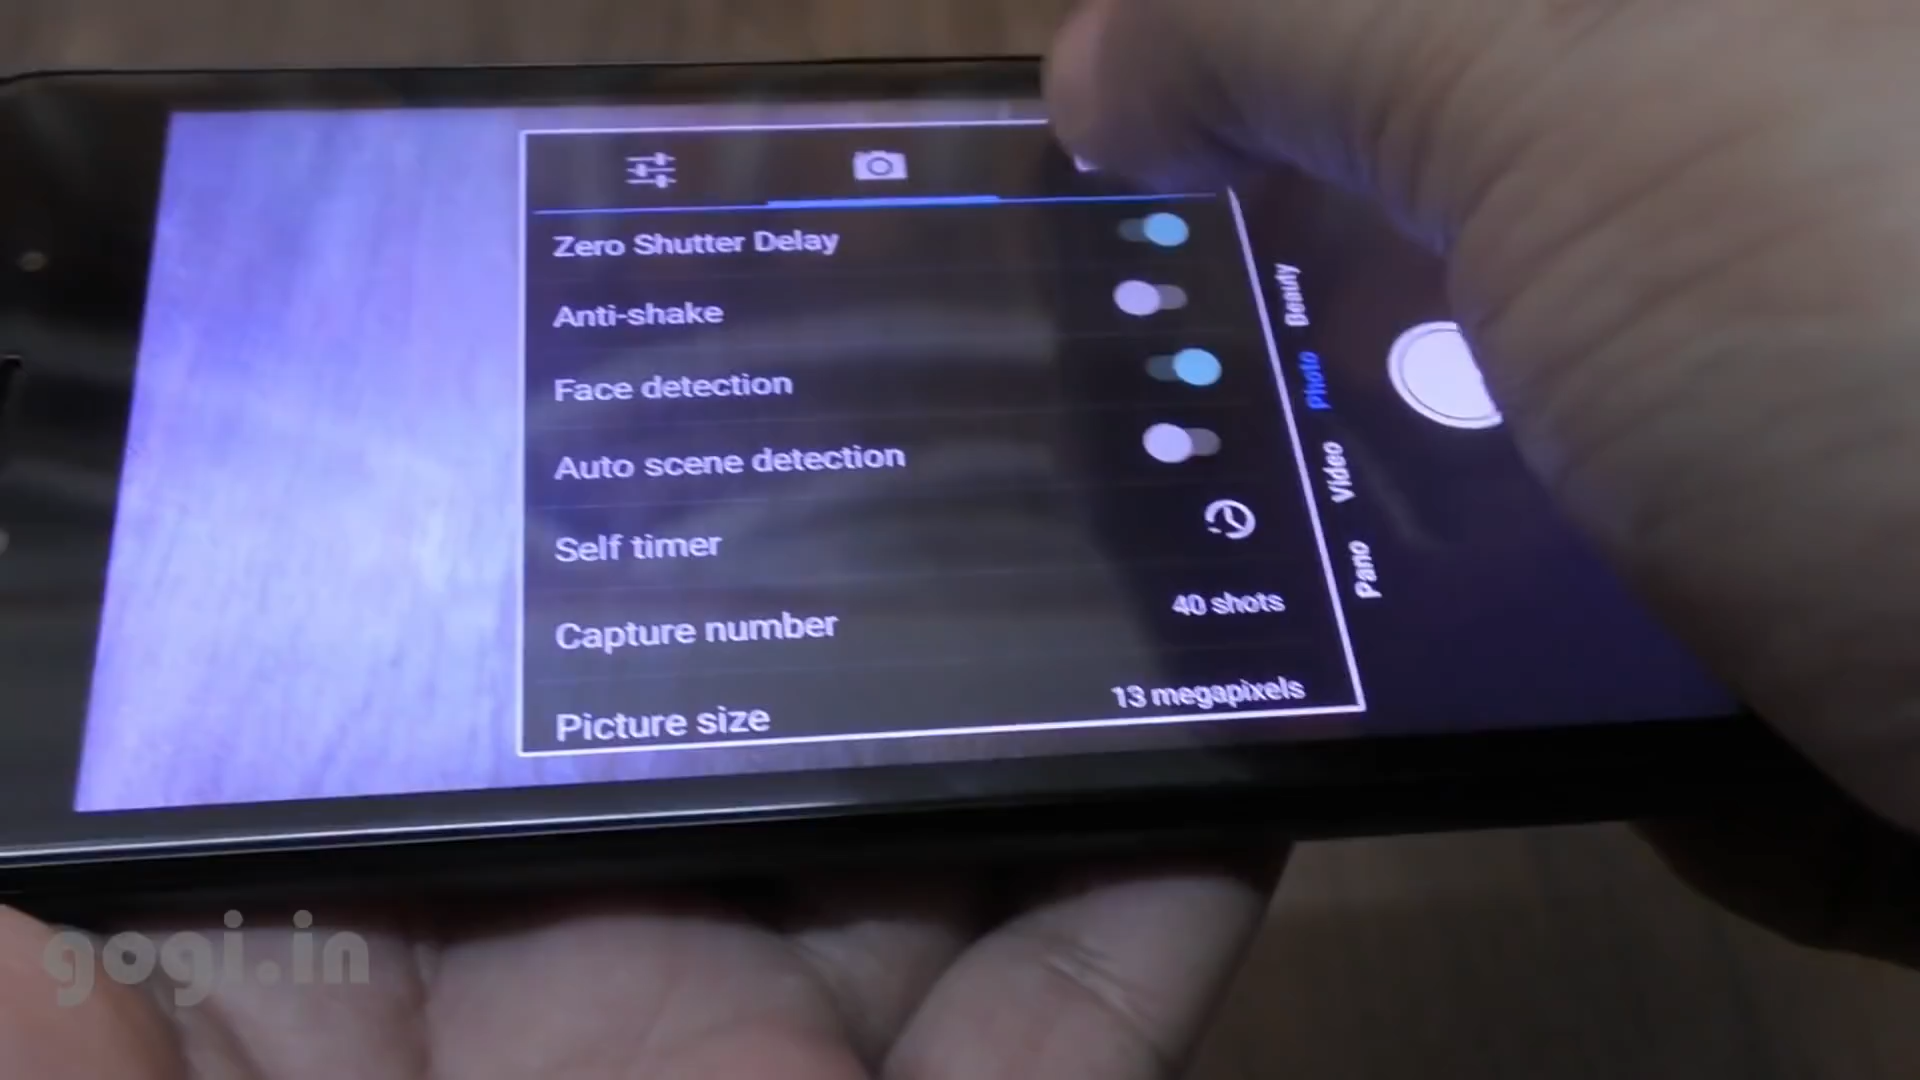 Zero Shutter Delay
Anti-shake
Face detection
Auto scene detection
Self timer
Capture number
40 shots
Picture size
13 megapixels
Beauty
Photo
Video
Pano
gogi.in